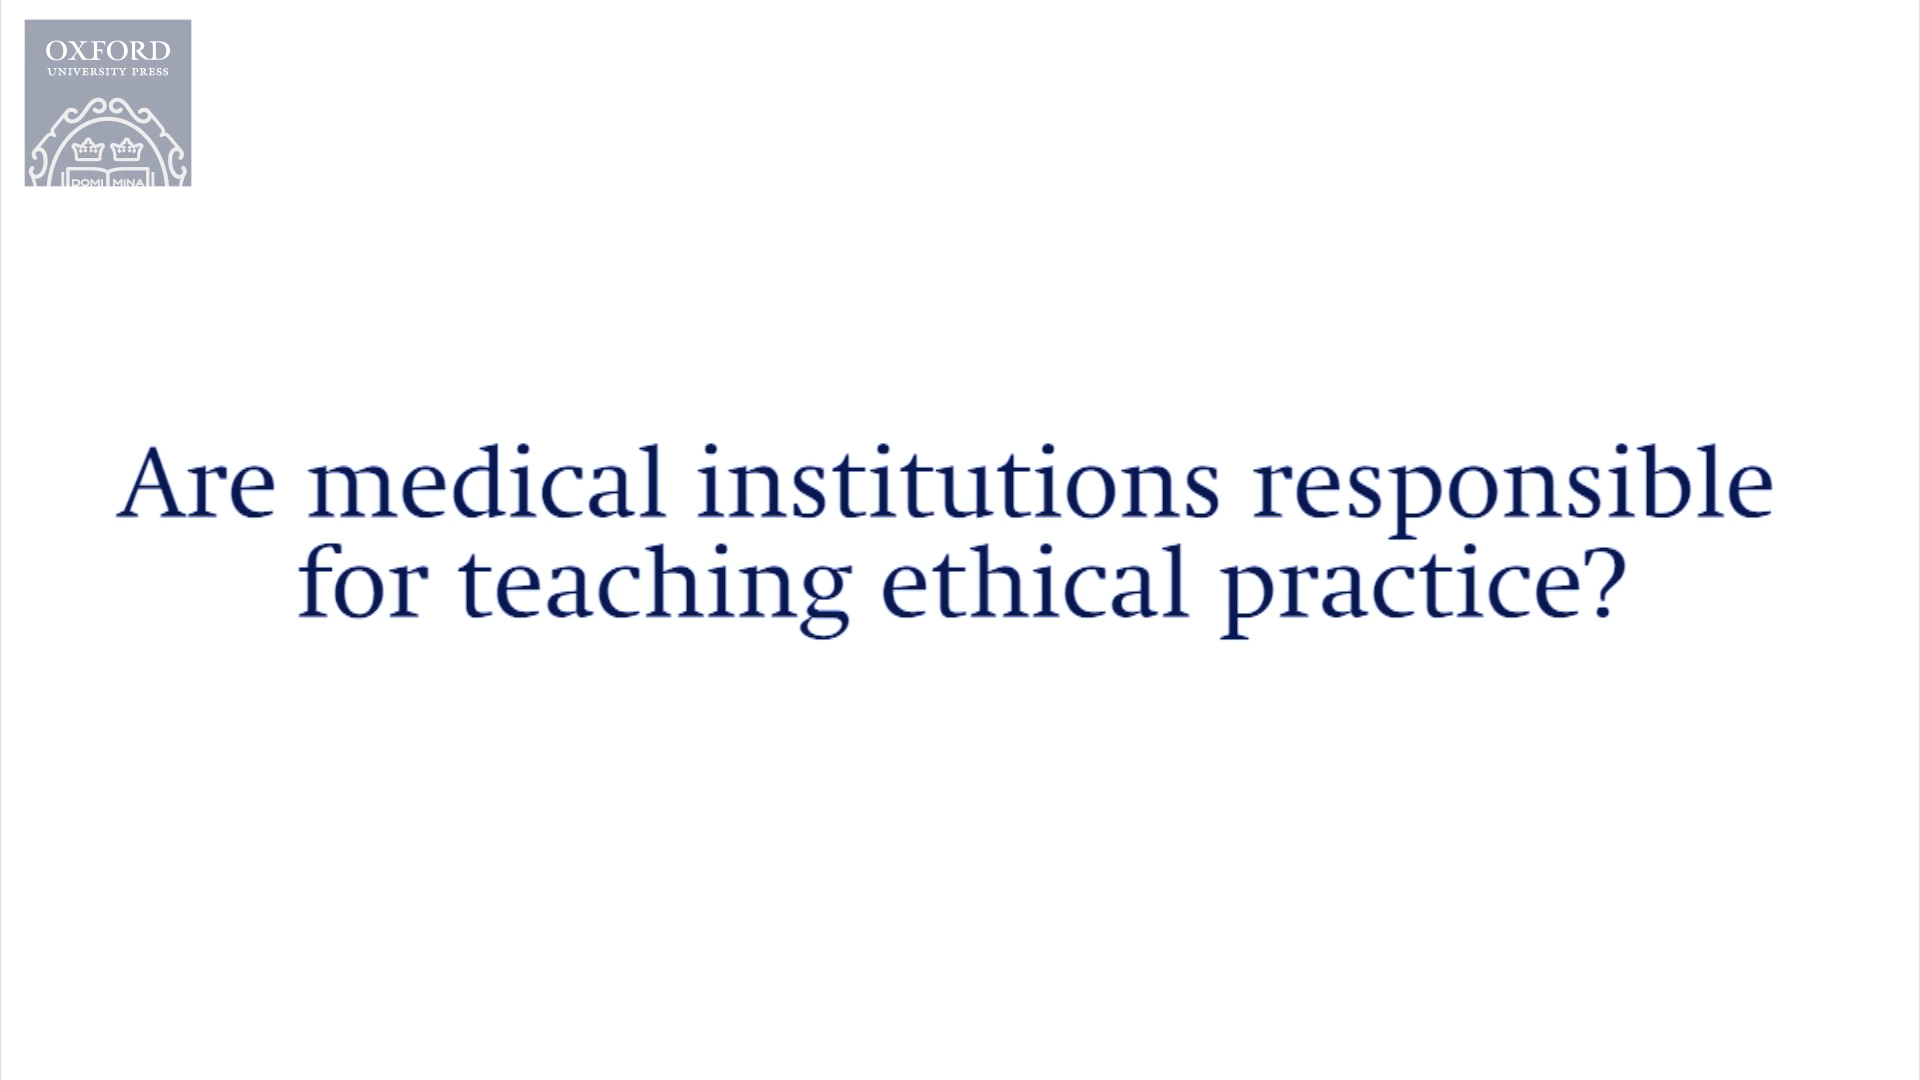 OXFORD
UNIVERSITY PRESS
DOMI MINA
Are medical institutions responsible
for teaching ethical practice?